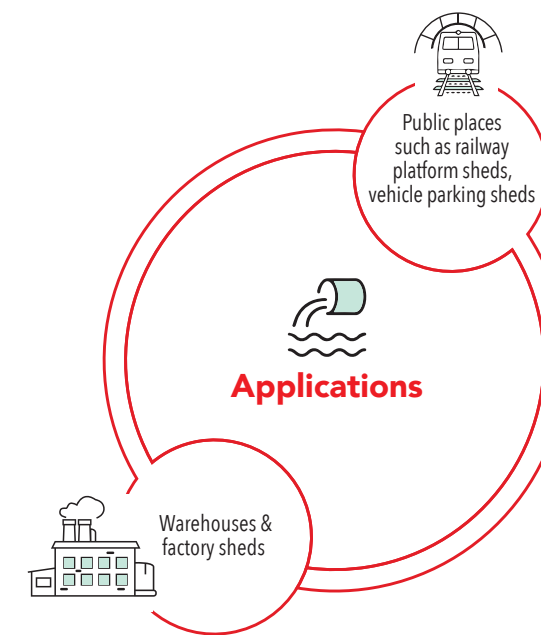 Public places
such as railway
platform sheds,
vehicle parking sheds
Applications
Warehouses &
factory sheds